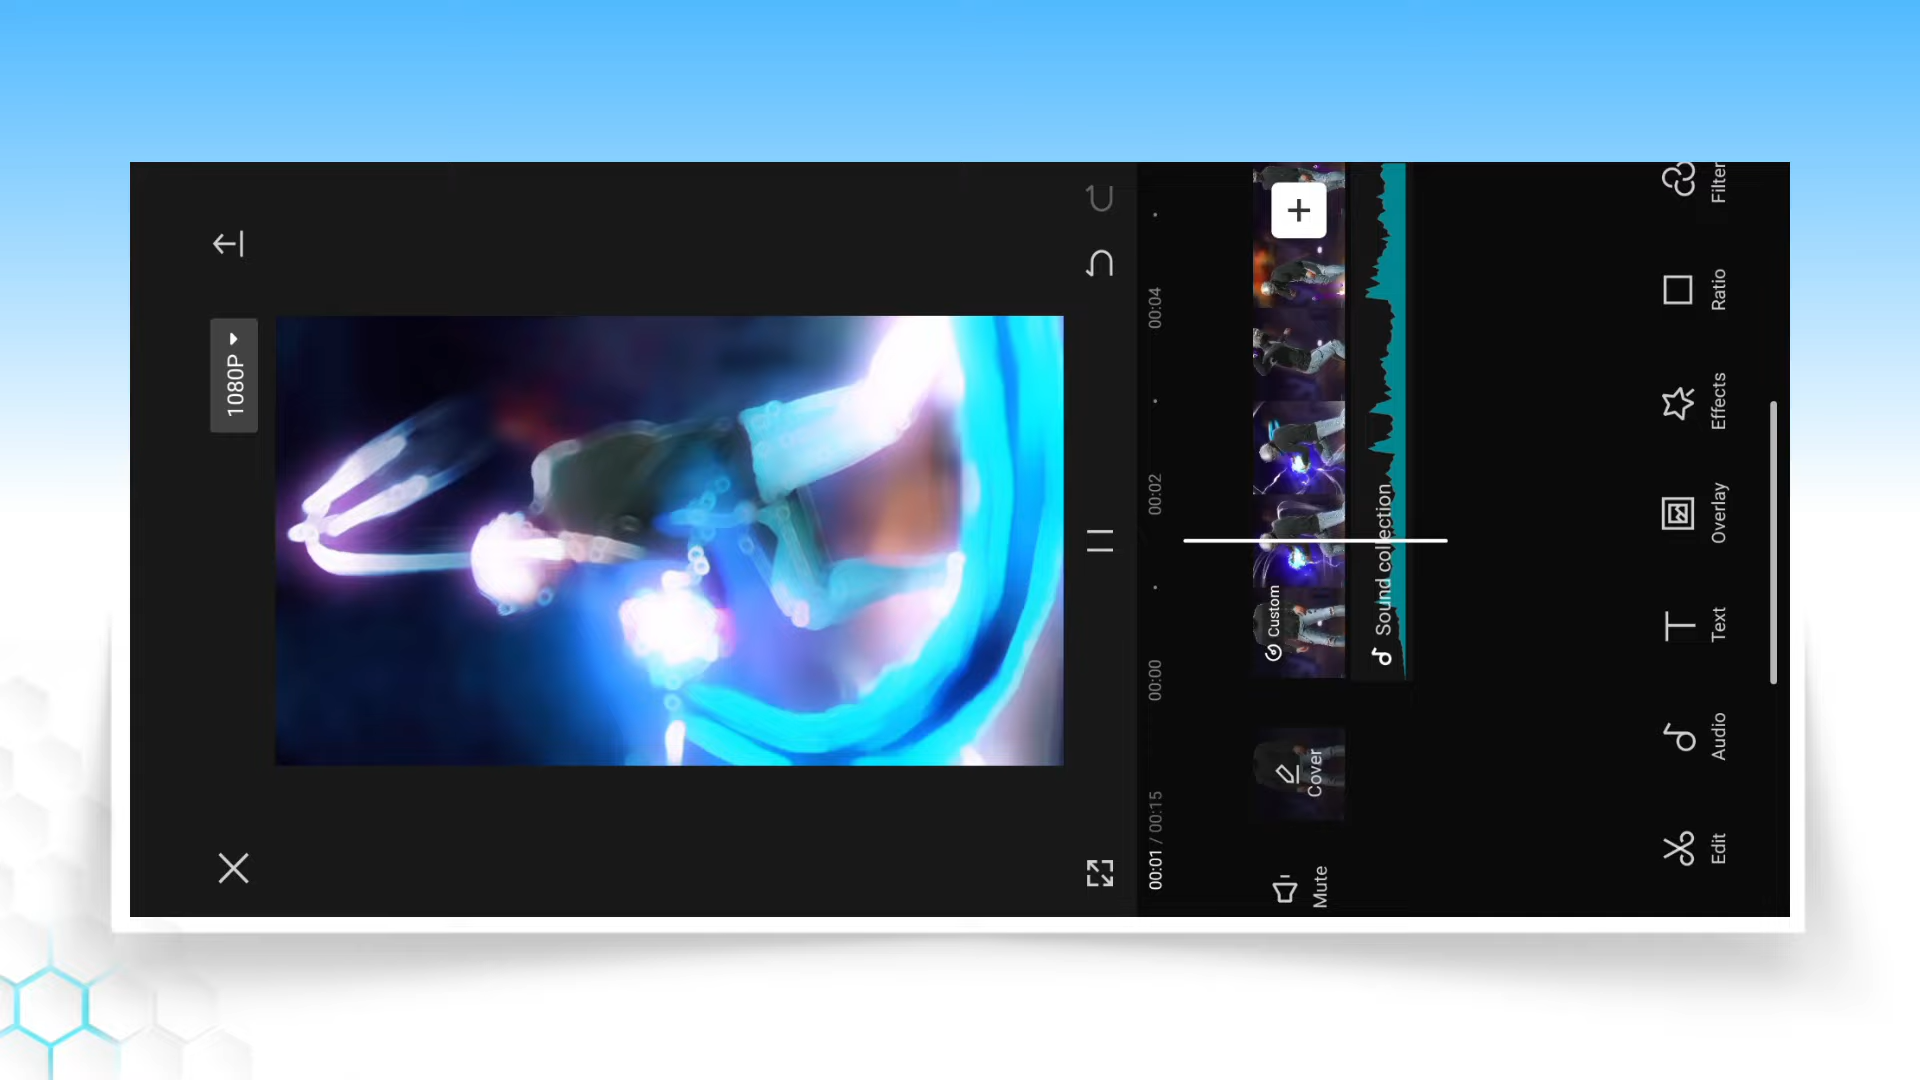 1080P
00:01 / 00:15
00:00
00:02
00:04
Mute
Cover
Custom
Sound collection
Edit
Audio
Text
Overlay
Effects
Ratio
Filter